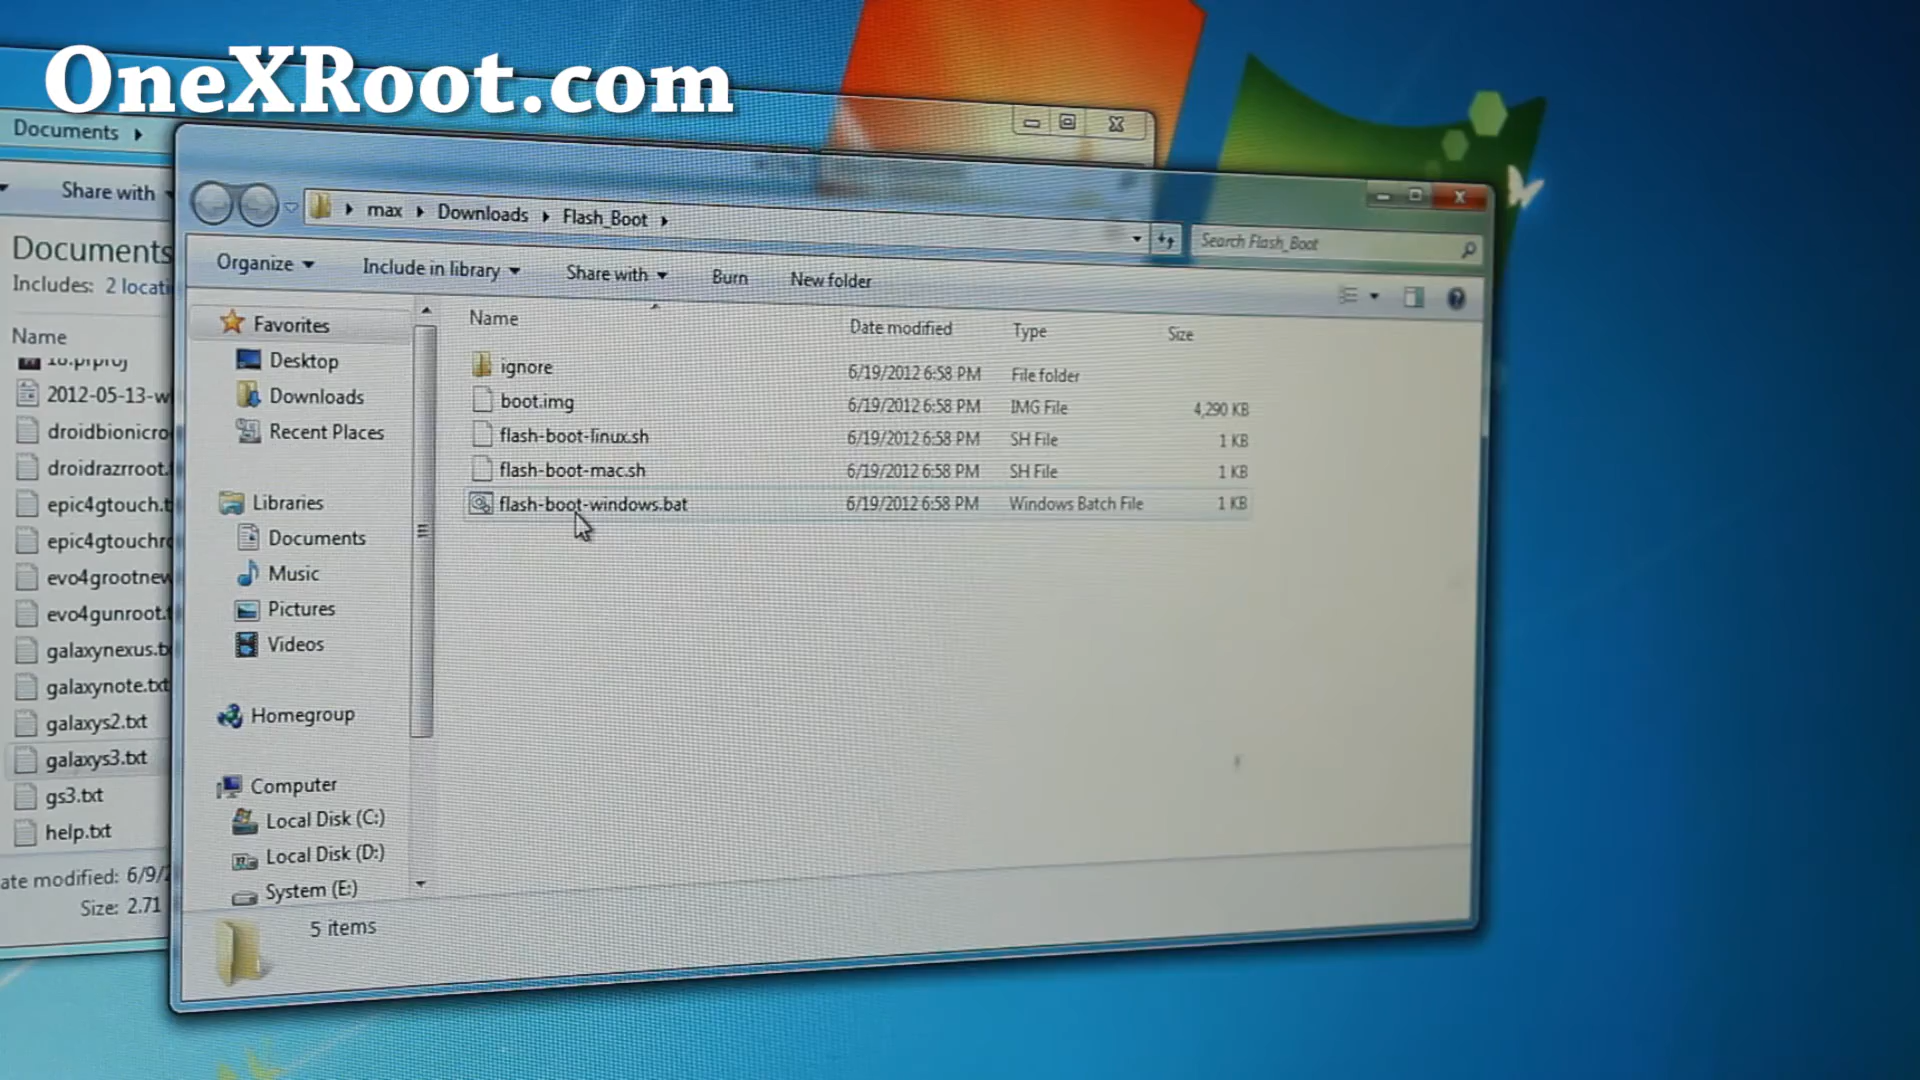 OneXRoot.com
Documents
Share with
Documents
Includes: 2 locati
Name
2012-05-13-w
droidbionicro
droidrazrroot.
epic4gtouch.t
epic4gtouchro
evo4grootnew
evo4gunroot.t
galaxynexus.tx
galaxynote.txt
galaxys2.txt
galaxys3.txt
gs3.txt
help.txt
ate modified: 6/9/2
Size: 2.71
max Downloads Flash_Boot
Search Flash_Boot
Organize Include in library Share with Burn New folder
Favorites
Desktop
Downloads
Recent Places
Libraries
Documents
Music
Pictures
Videos
Homegroup
Computer
Local Disk (C:)
Local Disk (D:)
System (E:)
Name Date modified Type Size
ignore 6/19/2012 6:58 PM File folder
boot.img 6/19/2012 6:58 PM IMG File 4,290 KB
flash-boot-linux.sh 6/19/2012 6:58 PM SH File 1 KB
flash-boot-mac.sh 6/19/2012 6:58 PM SH File 1 KB
flash-boot-windows.bat 6/19/2012 6:58 PM Windows Batch File 1 KB
5 items